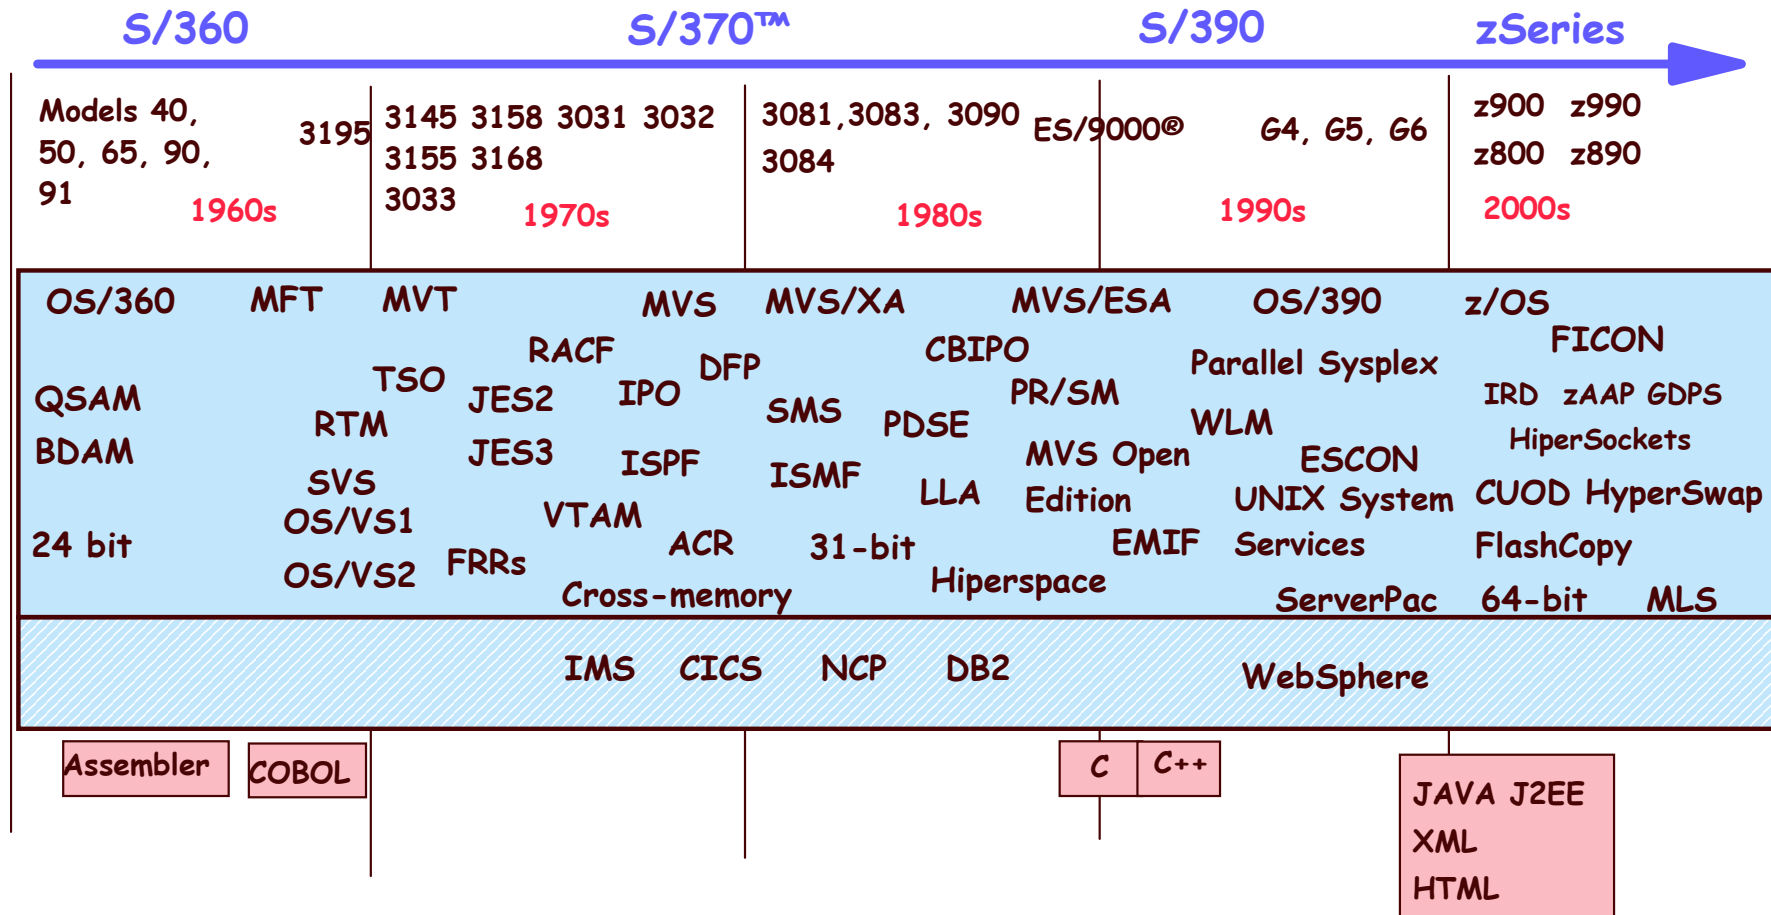 S/360 S/370™ S/390 zSeries
Models 40,
50, 65, 90,
91
3195
1960s
3145 3158 3031 3032
3155 3168
3033
1970s
3081,3083, 3090
3084
1980s
ES/9000®
G4, G5, G6
1990s
z900 z990
z800 z890
2000s
OS/360 MFT MVT MVS MVS/XA MVS/ESA OS/390 z/OS
QSAM
BDAM
24 bit
RTM
SVS
OS/VS1
OS/VS2
TSO
RACF
JES2
JES3
IPO
DFP
ISPF
VTAM
ACR
FRRs
Cross-memory
SMS
ISMF
31-bit
CBIPO
PDSE
LLA
Hiperspace
PR/SM
MVS Open
Edition
EMIF
Parallel Sysplex
WLM
ESCON
UNIX System
Services
ServerPac
FICON
IRD zAAP GDPS
HiperSockets
CUOD HyperSwap
FlashCopy
64-bit MLS
IMS CICS NCP DB2 WebSphere
Assembler
COBOL
C
C++
JAVA J2EE
XML
HTML